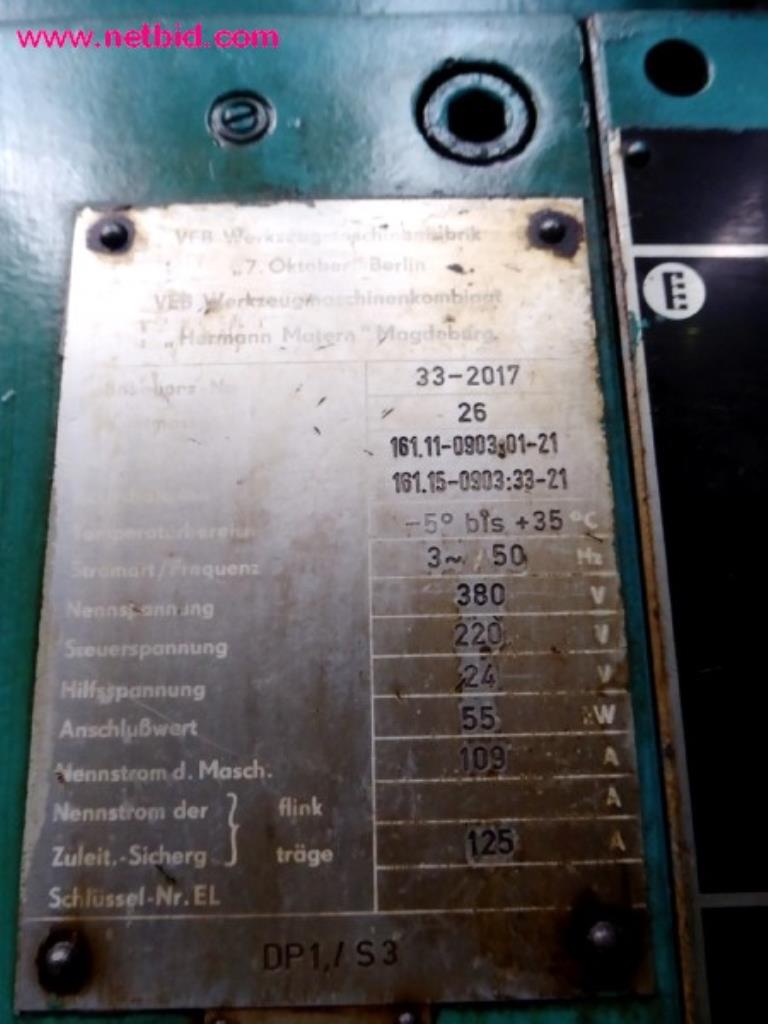 www.netbid.com
VEB Werkzeugmaschinenfabrik
„7. Oktober" Berlin
VEB Werkzeugmaschinenkombinat
„Hermann Matern" Magdeburg
33-2017
26
161.11-0903:01-21
161.15-0903:33-21
Temperaturbereich -5° bis +35 °C
Stromart/Frequenz 3~/50 Hz
Nennspannung 380 V
Steuerspannung 220 V
Hilfsspannung 24 V
Anschlußwert 55 kW
Nennstrom d. Masch. 109 A
Nennstrom der } flink A
Zuleit.-Sicherg } träge 125 A
Schlüssel-Nr. EL
DP1,/S3
E